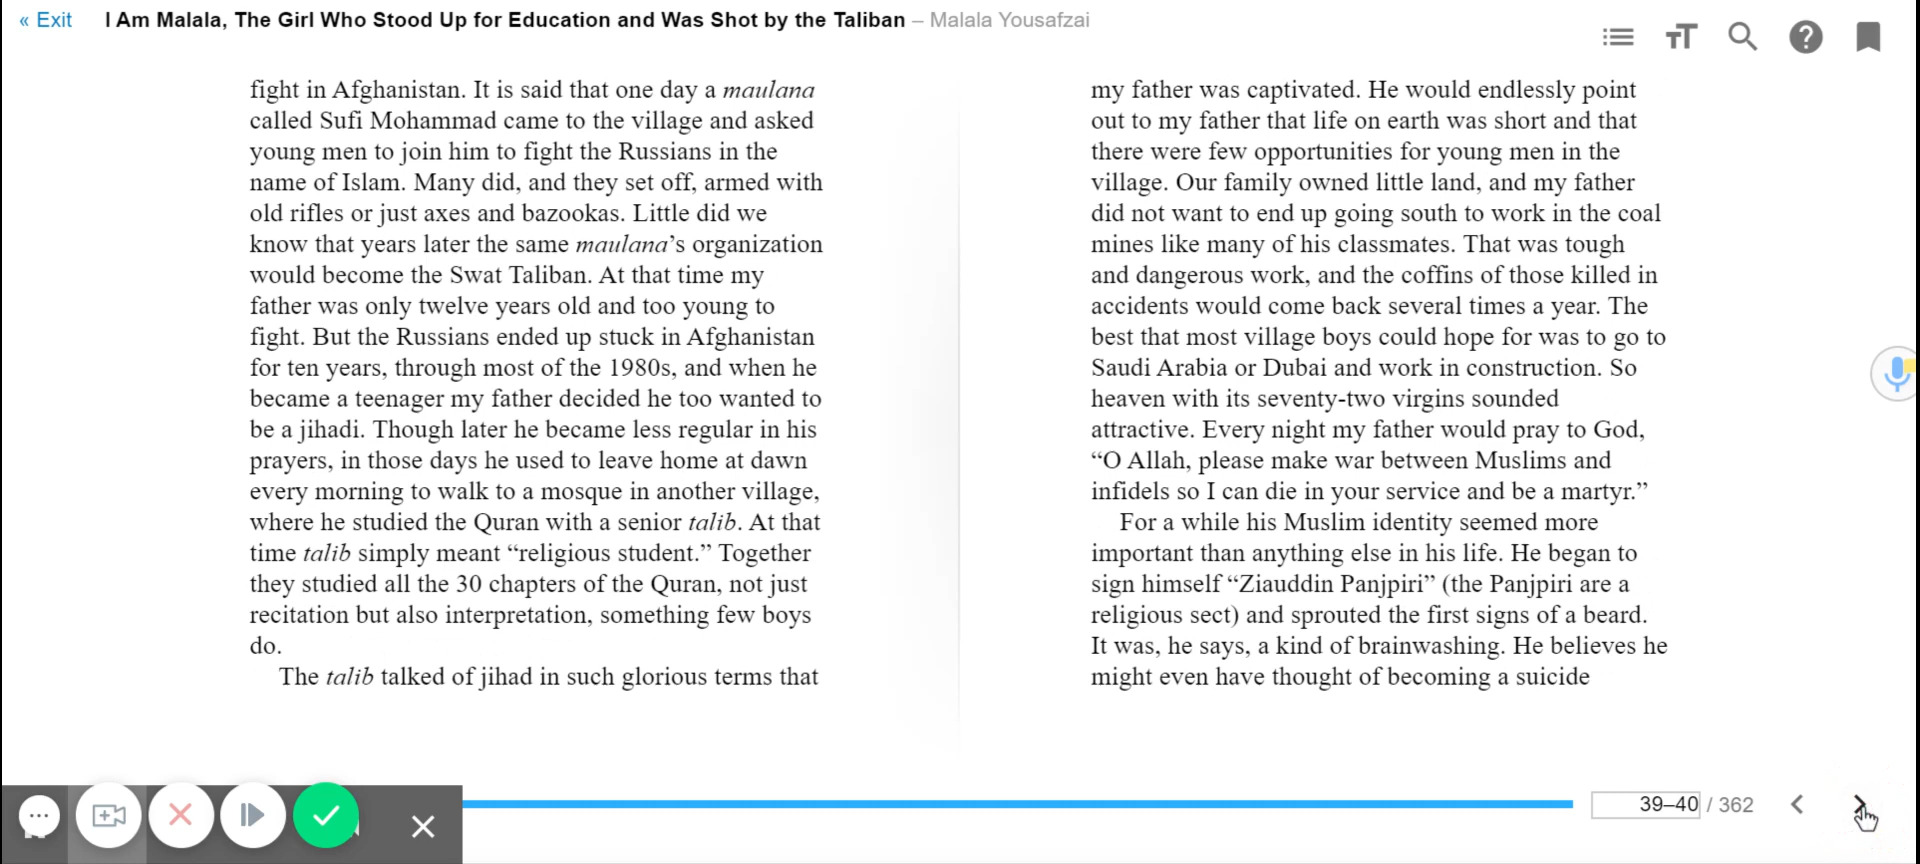 « Exit
I Am Malala, The Girl Who Stood Up for Education and Was Shot by the Taliban – Malala Yousafzai
fight in Afghanistan. It is said that one day a maulana
called Sufi Mohammad came to the village and asked
young men to join him to fight the Russians in the
name of Islam. Many did, and they set off, armed with
old rifles or just axes and bazookas. Little did we
know that years later the same maulana’s organization
would become the Swat Taliban. At that time my
father was only twelve years old and too young to
fight. But the Russians ended up stuck in Afghanistan
for ten years, through most of the 1980s, and when he
became a teenager my father decided he too wanted to
be a jihadi. Though later he became less regular in his
prayers, in those days he used to leave home at dawn
every morning to walk to a mosque in another village,
where he studied the Quran with a senior talib. At that
time talib simply meant “religious student.” Together
they studied all the 30 chapters of the Quran, not just
recitation but also interpretation, something few boys
do.
The talib talked of jihad in such glorious terms that
my father was captivated. He would endlessly point
out to my father that life on earth was short and that
there were few opportunities for young men in the
village. Our family owned little land, and my father
did not want to end up going south to work in the coal
mines like many of his classmates. That was tough
and dangerous work, and the coffins of those killed in
accidents would come back several times a year. The
best that most village boys could hope for was to go to
Saudi Arabia or Dubai and work in construction. So
heaven with its seventy-two virgins sounded
attractive. Every night my father would pray to God,
“O Allah, please make war between Muslims and
infidels so I can die in your service and be a martyr.”
For a while his Muslim identity seemed more
important than anything else in his life. He began to
sign himself “Ziauddin Panjpiri” (the Panjpiri are a
religious sect) and sprouted the first signs of a beard.
It was, he says, a kind of brainwashing. He believes he
might even have thought of becoming a suicide
39–40 / 362